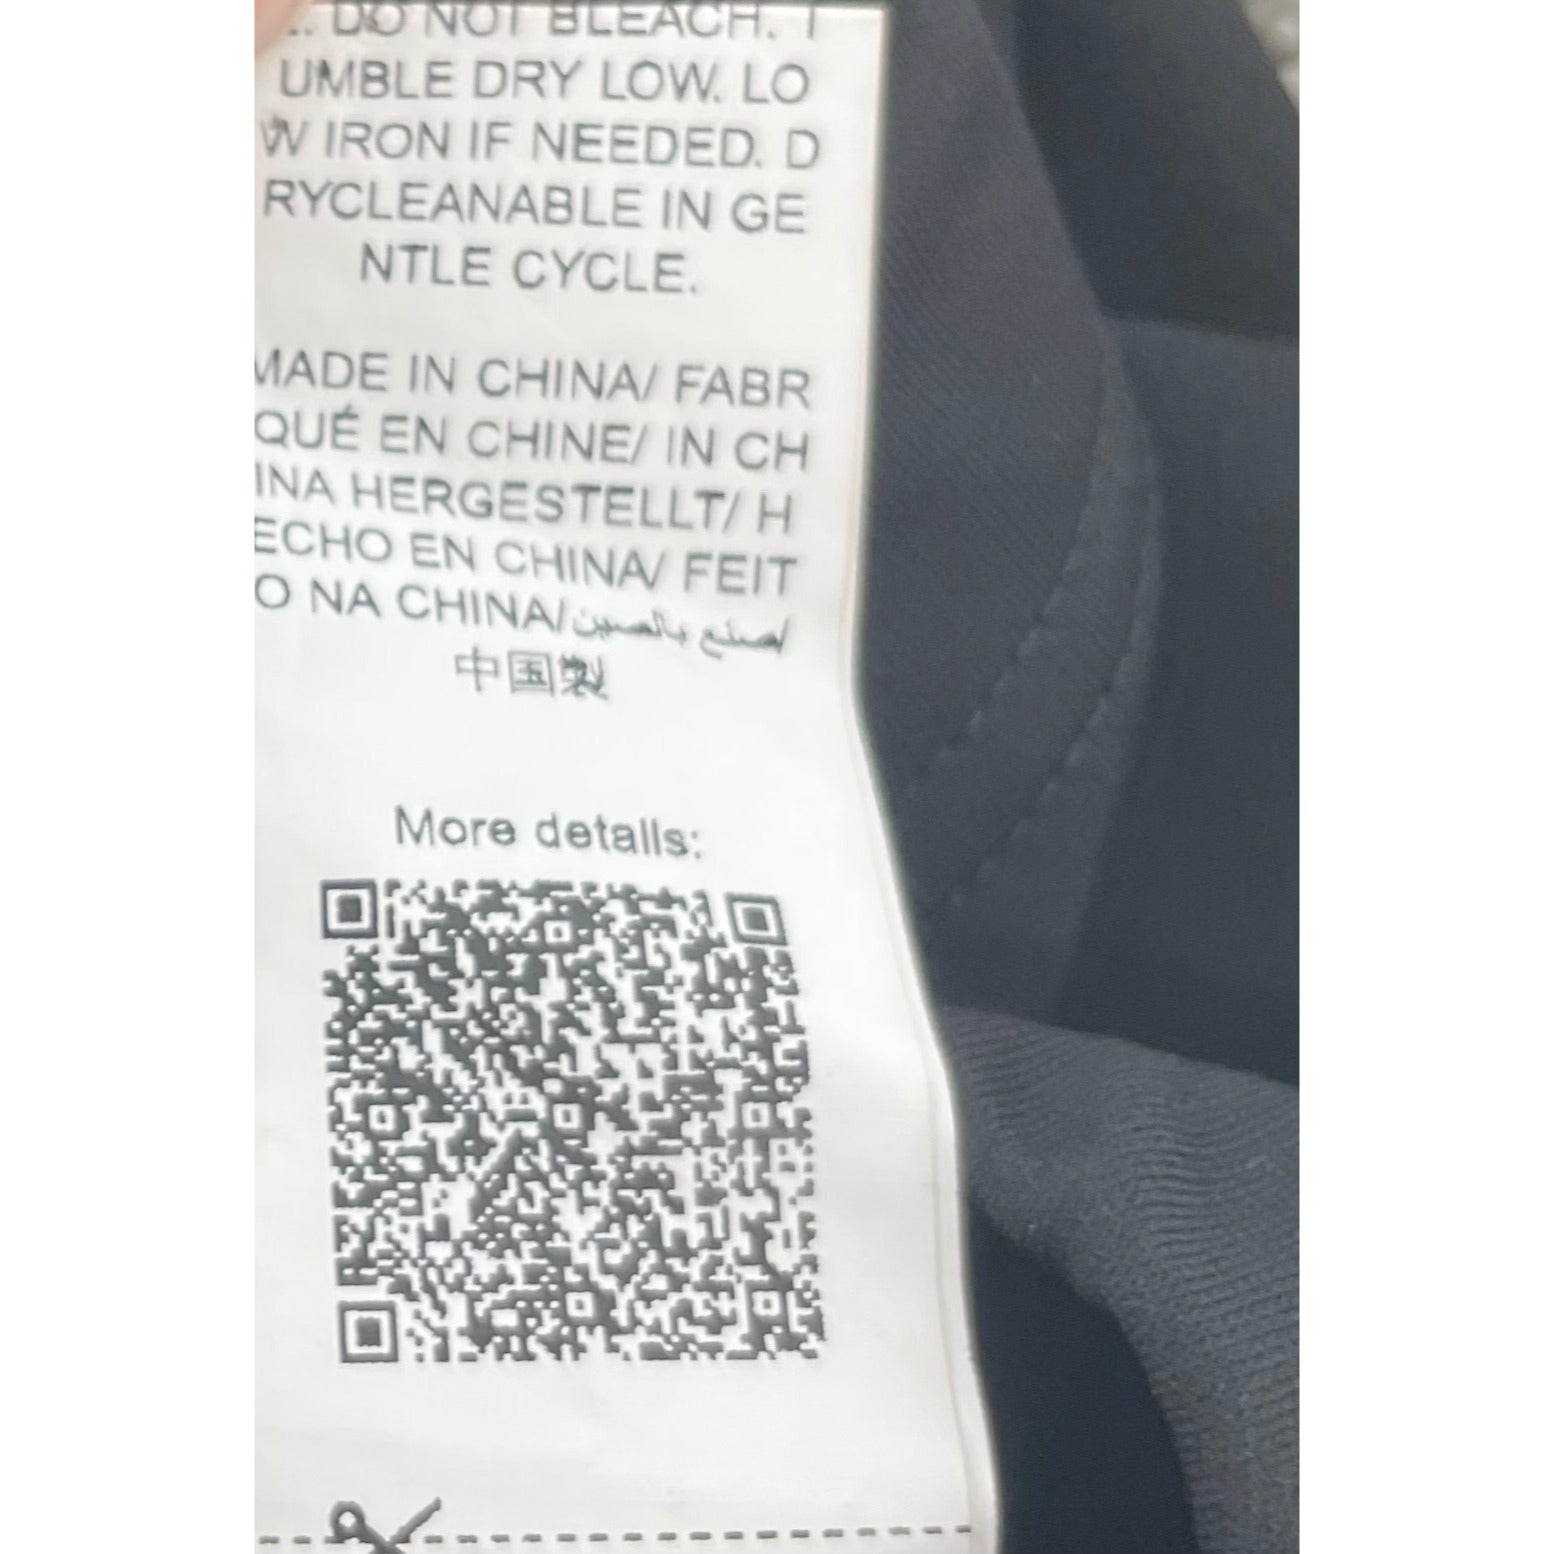 DO NOT BLEACH. T
UMBLE DRY LOW. LO
W IRON IF NEEDED. D
RYCLEANABLE IN GE
NTLE CYCLE.
MADE IN CHINA/ FABR
QUÉ EN CHINE/ IN CH
INA HERGESTELLT/ H
ECHO EN CHINA/ FEIT
O NA CHINA/صنع بالصين/
中国製
More details: